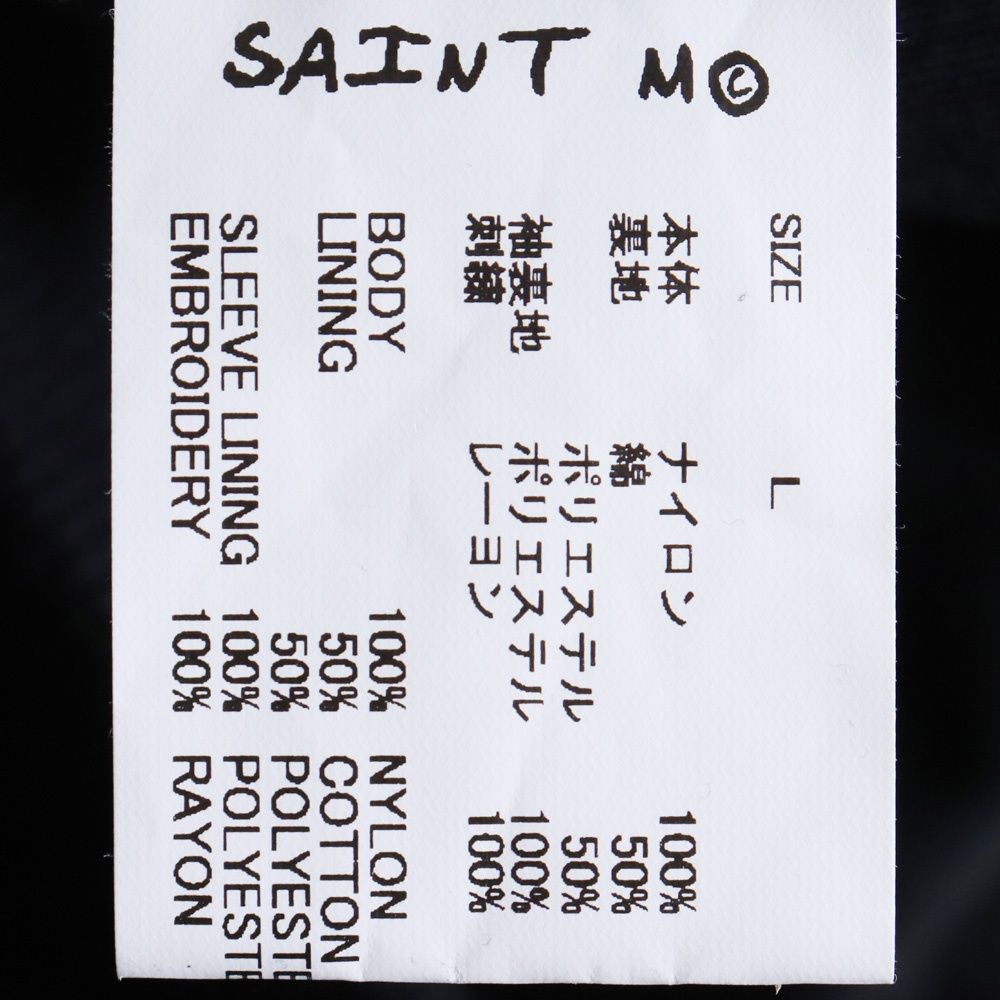 SAINT M©
SIZE L
本体 ナイロン 100%
裏地 綿 50%
ポリエステル 50%
袖裏地 ポリエステル 100%
刺繍 レーヨン 100%
BODY 100% NYLON
LINING 50% COTTON
50% POLYESTE
SLEEVE LINING 100% POLYESTE
EMBROIDERY 100% RAYON